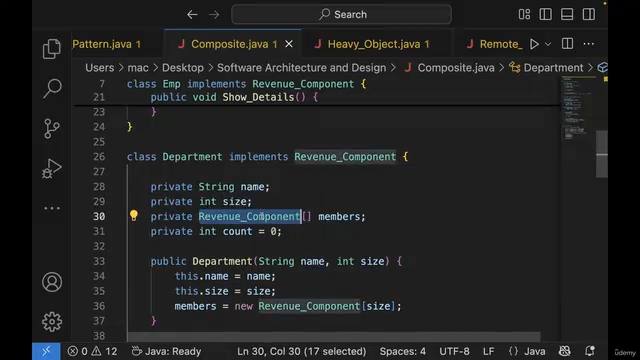 Search
Pattern.java 1
Composite.java 1
Heavy_Object.java 1
Remote_
Users > mac > Desktop > Software Architecture and Design > Composite.java > Department >
7 class Emp implements Revenue_Component {
21 public void Show_Details() {
23 }
24 }
25
26 class Department implements Revenue_Component {
27
28 private String name;
29 private int size;
30 private Revenue_Component[] members;
31 private int count = 0;
32
33 public Department(String name, int size) {
34 this.name = name;
35 this.size = size;
36 members = new Revenue_Component[size];
37 }
38
0 12 Java: Ready Ln 30, Col 30 (17 selected) Spaces: 4 UTF-8 LF {} Java
Udemy